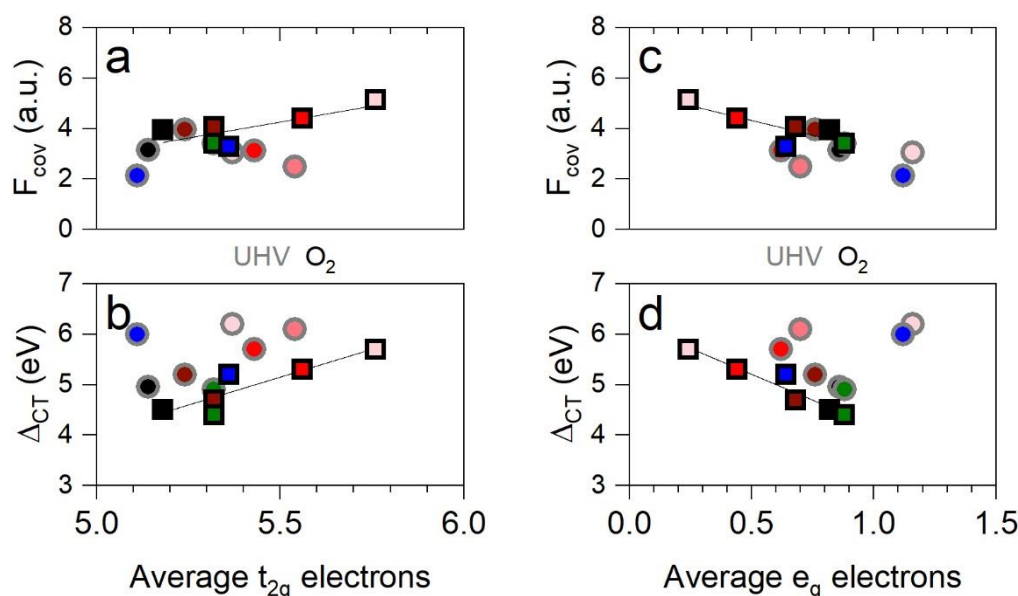 8
6
4
2
0
F_cov (a.u.)
a
c
8
6
4
2
0
F_cov (a.u.)
UHV O₂
UHV O₂
7
6
5
4
3
Δ_CT (eV)
b
d
7
6
5
4
3
Δ_CT (eV)
5.0 5.5 6.0
0.0 0.5 1.0 1.5
Average t₂g electrons
Average e_g electrons